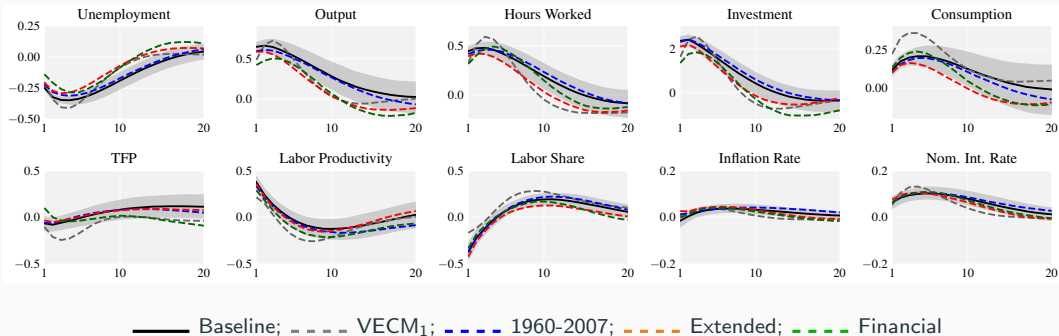 Unemployment Output Hours Worked Investment Consumption
0.25
0.00
−0.25
−0.50
1 10 20
0.5
0.0
1 10 20
0.5
0.0
1 10 20
2
0
1 10 20
0.25
0.00
1 10 20
TFP Labor Productivity Labor Share Inflation Rate Nom. Int. Rate
0.5
0.0
−0.5
1 10 20
0.5
0.0
−0.5
1 10 20
0.5
0.0
−0.5
1 10 20
0.2
0.0
−0.2
1 10 20
0.2
0.0
−0.2
1 10 20
Baseline; VECM₁; 1960-2007; Extended; Financial